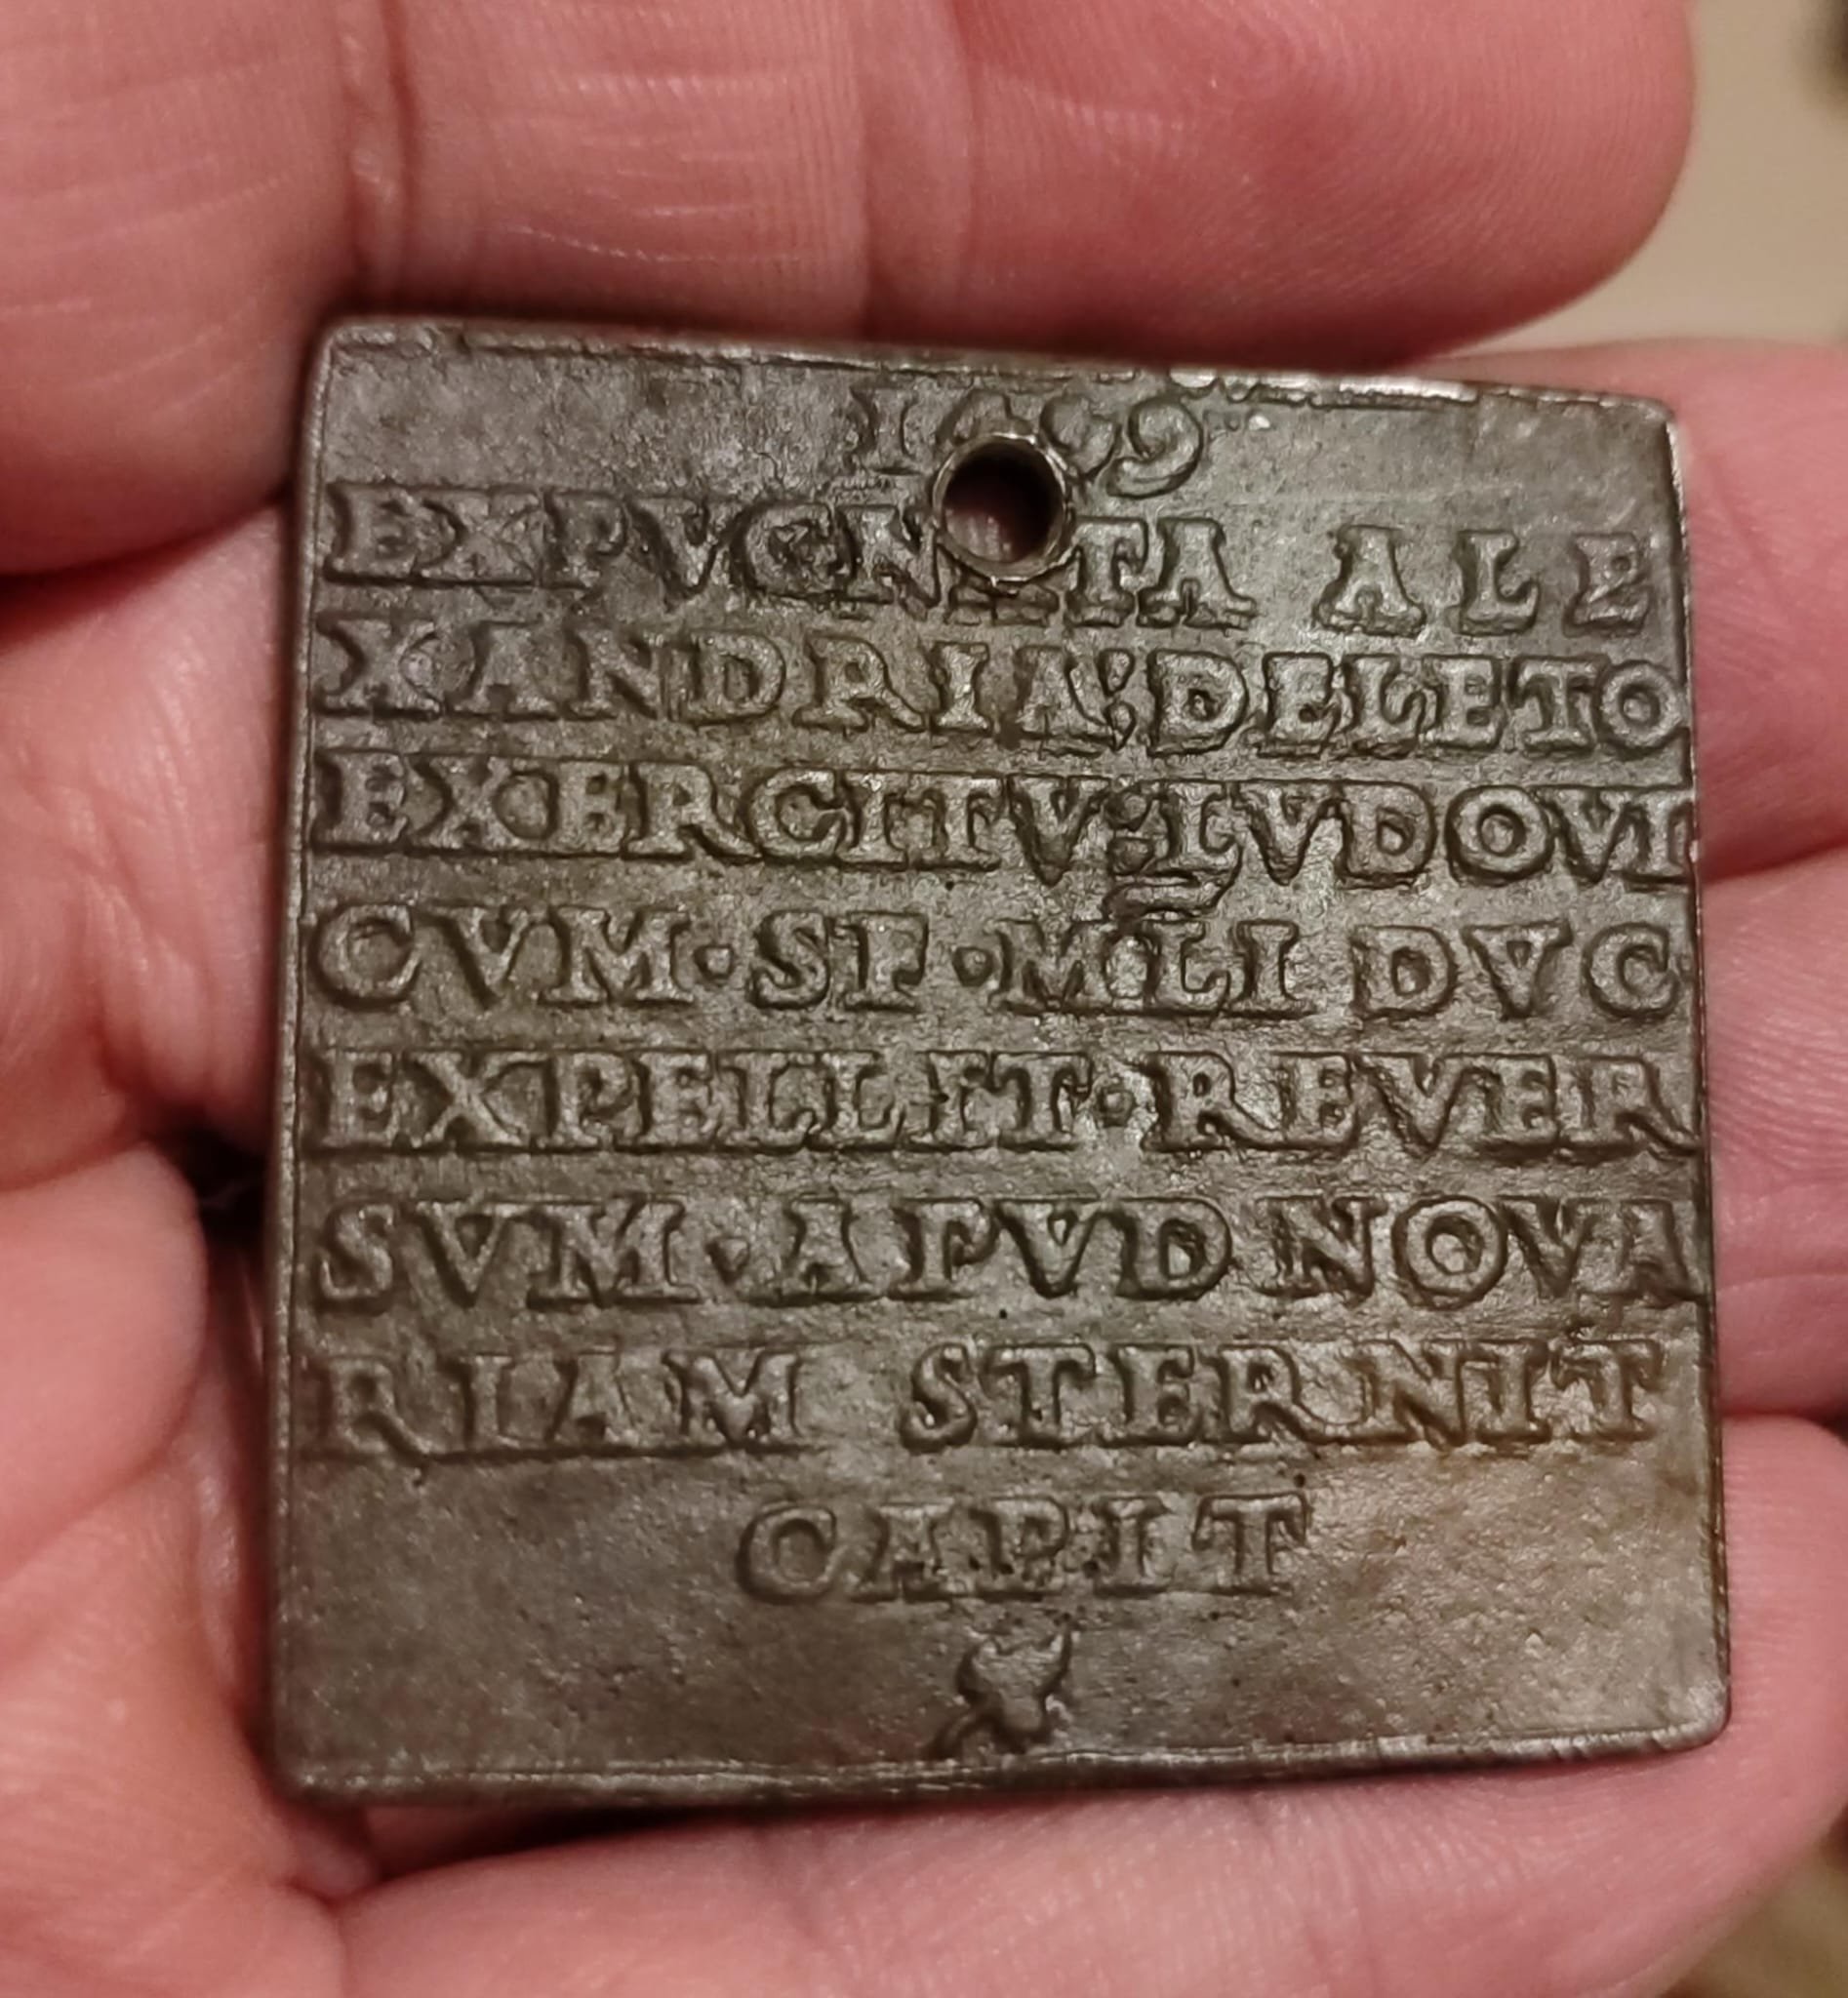 1499
EXPVGNATA ALE
XANDRIA: DELETO
EXERCITV: LVDOVI
CVM · SF · MLI DVC
EXPELLIT · REVER
SVM · APVD NOVA
RIAM STERNIT
CAPIT